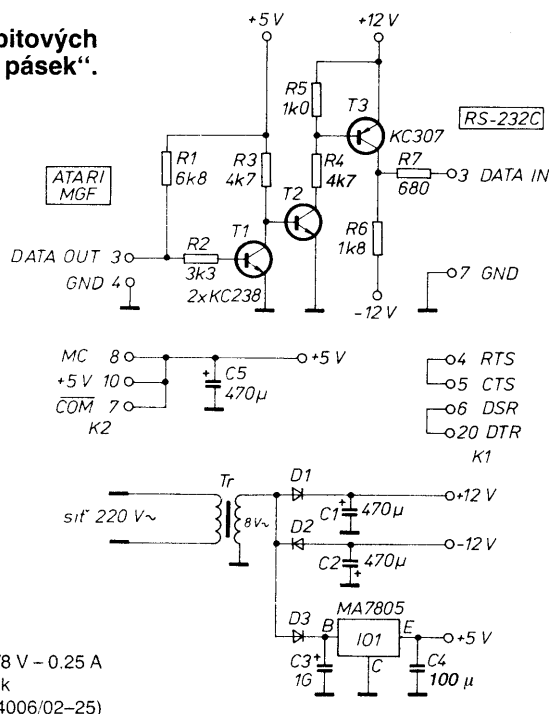 bitových
pásek“.
+5 V
+12 V
R5
1k0
T3
KC307
RS-232C
ATARI
MGF
R1
6k8
R3
4k7
R4
4k7
R7
680
3 DATA IN
T2
T1
DATA OUT 3
R2
3k3
R6
1k8
GND 4
2xKC238
7 GND
-12 V
MC 8
+5 V
+5 V 10
C5
+
470µ
COM 7
K2
4 RTS
5 CTS
6 DSR
20 DTR
K1
Tr
D1
+12 V
C1
+
470µ
síť 220 V~
8 V~
D2
-12 V
C2
+
470µ
MA7805
D3
B
IO1
E
+5 V
C
C3
+
1G
C4
100 µ
/8 V – 0.25 A
k
4006/02–25)